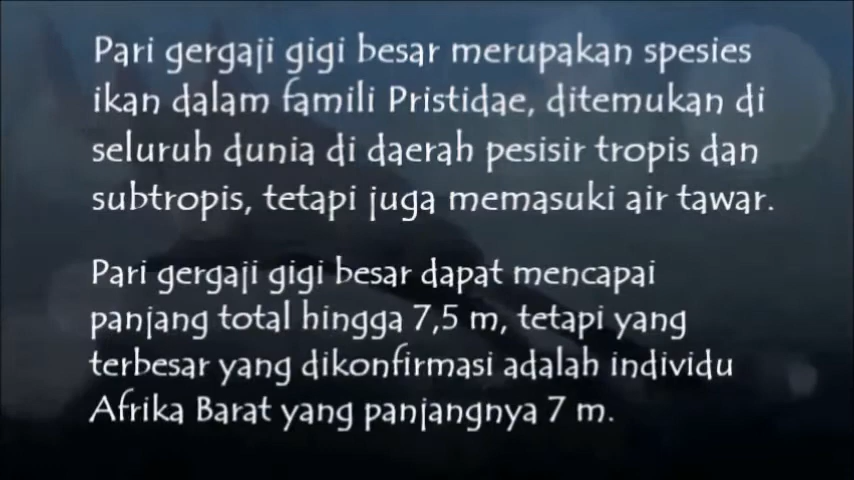 Pari gergaji gigi besar merupakan spesies
ikan dalam famili Pristidae, ditemukan di
seluruh dunia di daerah pesisir tropis dan
subtropis, tetapi juga memasuki air tawar.
Pari gergaji gigi besar dapat mencapai
panjang total hingga 7,5 m, tetapi yang
terbesar yang dikonfirmasi adalah individu
Afrika Barat yang panjangnya 7 m.